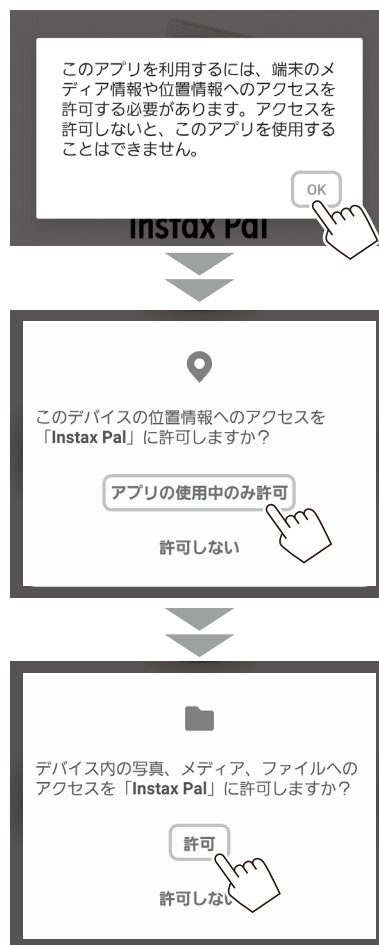 このアプリを利用するには、端末のメ
ディア情報や位置情報へのアクセスを
許可する必要があります。アクセスを
許可しないと、このアプリを使用する
ことはできません。
OK
Instax Pal
このデバイスの位置情報へのアクセスを
「Instax Pal」に許可しますか？
アプリの使用中のみ許可
許可しない
デバイス内の写真、メディア、ファイルへの
アクセスを「Instax Pal」に許可しますか？
許可
許可しない